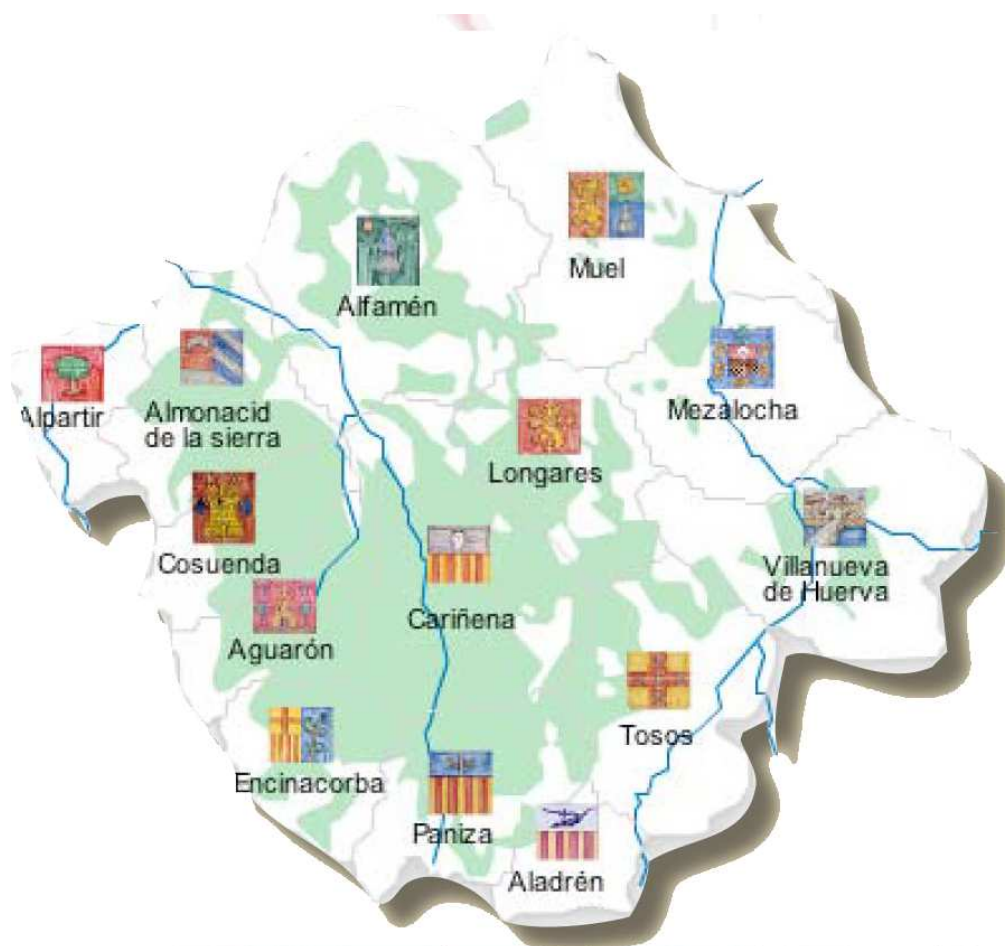 Muel
Alfamén
Alpartir
Almonacid
de la sierra
Mezalocha
Longares
Cosuenda
Villanueva
de Huerva
Cariñena
Aguarón
Tosos
Encinacorba
Paniza
Aladrén